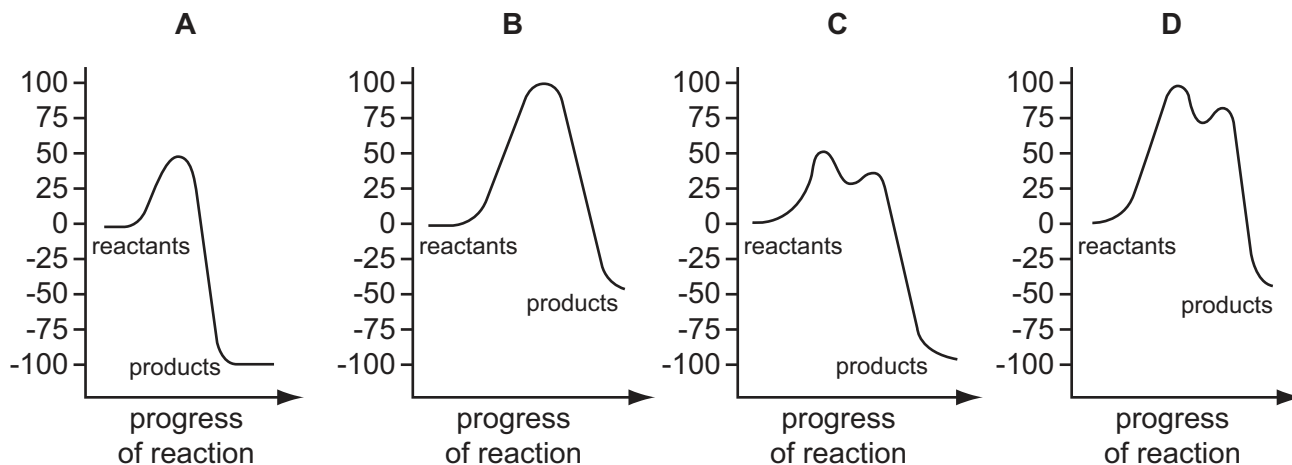 A B C D
100 100 100 100
75 75 75 75
50 50 50 50
25 25 25 25
0 0 0 0
reactants reactants reactants reactants
-25 -25 -25 -25
-50 -50 -50 -50
products products
-75 -75 -75 -75
products products
-100 -100 -100 -100
progress progress progress progress
of reaction of reaction of reaction of reaction